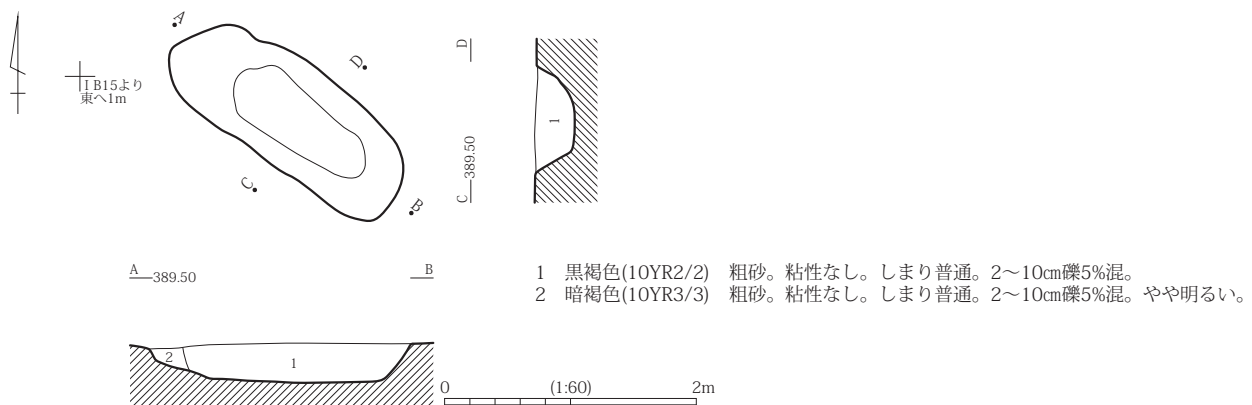 A
D
I B15より
東へ1m
C
B
D
1
C 389.50
A 389.50 B
1 黒褐色(10YR2/2) 粗砂。粘性なし。しまり普通。2～10㎝礫5%混。
2 暗褐色(10YR3/3) 粗砂。粘性なし。しまり普通。2～10㎝礫5%混。やや明るい。
2
1
0 (1:60) 2m